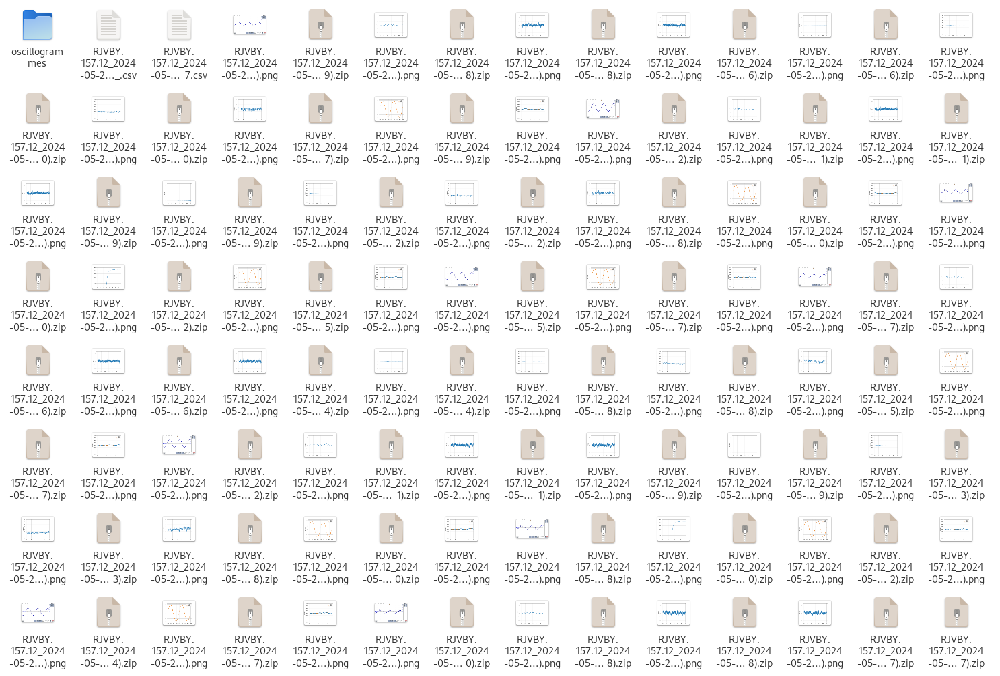 oscillogram RJVBY. RJVBY. RJVBY. RJVBY. RJVBY. RJVBY. RJVBY. RJVBY. RJVBY. RJVBY. RJVBY. RJVBY. RJVBY.
mes 157.12_2024 157.12_2024 157.12_2024 157.12_2024 157.12_2024 157.12_2024 157.12_2024 157.12_2024 157.12_2024 157.12_2024 157.12_2024 157.12_2024 157.12_2024
-05-2…_.csv -05-… 7.csv -05-2…).png -05-… 9).zip -05-2…).png -05-… 8).zip -05-2…).png -05-… 8).zip -05-2…).png -05-… 6).zip -05-2…).png -05-… 6).zip -05-2…).png
RJVBY. RJVBY. RJVBY. RJVBY. RJVBY. RJVBY. RJVBY. RJVBY. RJVBY. RJVBY. RJVBY. RJVBY. RJVBY. RJVBY.
157.12_2024 157.12_2024 157.12_2024 157.12_2024 157.12_2024 157.12_2024 157.12_2024 157.12_2024 157.12_2024 157.12_2024 157.12_2024 157.12_2024 157.12_2024 157.12_2024
-05-… 0).zip -05-2…).png -05-… 0).zip -05-2…).png -05-… 7).zip -05-2…).png -05-… 9).zip -05-2…).png -05-2…).png -05-… 2).zip -05-2…).png -05-… 1).zip -05-2…).png -05-… 1).zip
RJVBY. RJVBY. RJVBY. RJVBY. RJVBY. RJVBY. RJVBY. RJVBY. RJVBY. RJVBY. RJVBY. RJVBY. RJVBY. RJVBY.
157.12_2024 157.12_2024 157.12_2024 157.12_2024 157.12_2024 157.12_2024 157.12_2024 157.12_2024 157.12_2024 157.12_2024 157.12_2024 157.12_2024 157.12_2024 157.12_2024
-05-2…).png -05-… 9).zip -05-2…).png -05-… 9).zip -05-2…).png -05-… 2).zip -05-2…).png -05-… 2).zip -05-2…).png -05-… 8).zip -05-2…).png -05-… 0).zip -05-2…).png -05-2…).png
RJVBY. RJVBY. RJVBY. RJVBY. RJVBY. RJVBY. RJVBY. RJVBY. RJVBY. RJVBY. RJVBY. RJVBY. RJVBY. RJVBY.
157.12_2024 157.12_2024 157.12_2024 157.12_2024 157.12_2024 157.12_2024 157.12_2024 157.12_2024 157.12_2024 157.12_2024 157.12_2024 157.12_2024 157.12_2024 157.12_2024
-05-… 0).zip -05-2…).png -05-… 2).zip -05-2…).png -05-… 5).zip -05-2…).png -05-2…).png -05-… 5).zip -05-2…).png -05-… 7).zip -05-2…).png -05-2…).png -05-… 7).zip -05-2…).png
RJVBY. RJVBY. RJVBY. RJVBY. RJVBY. RJVBY. RJVBY. RJVBY. RJVBY. RJVBY. RJVBY. RJVBY. RJVBY. RJVBY.
157.12_2024 157.12_2024 157.12_2024 157.12_2024 157.12_2024 157.12_2024 157.12_2024 157.12_2024 157.12_2024 157.12_2024 157.12_2024 157.12_2024 157.12_2024 157.12_2024
-05-… 6).zip -05-2…).png -05-… 6).zip -05-2…).png -05-… 4).zip -05-2…).png -05-… 4).zip -05-2…).png -05-… 8).zip -05-2…).png -05-… 8).zip -05-2…).png -05-… 5).zip -05-2…).png
RJVBY. RJVBY. RJVBY. RJVBY. RJVBY. RJVBY. RJVBY. RJVBY. RJVBY. RJVBY. RJVBY. RJVBY. RJVBY. RJVBY.
157.12_2024 157.12_2024 157.12_2024 157.12_2024 157.12_2024 157.12_2024 157.12_2024 157.12_2024 157.12_2024 157.12_2024 157.12_2024 157.12_2024 157.12_2024 157.12_2024
-05-… 7).zip -05-2…).png -05-2…).png -05-… 2).zip -05-2…).png -05-… 1).zip -05-2…).png -05-… 1).zip -05-2…).png -05-… 9).zip -05-2…).png -05-… 9).zip -05-2…).png -05-… 3).zip
RJVBY. RJVBY. RJVBY. RJVBY. RJVBY. RJVBY. RJVBY. RJVBY. RJVBY. RJVBY. RJVBY. RJVBY. RJVBY. RJVBY.
157.12_2024 157.12_2024 157.12_2024 157.12_2024 157.12_2024 157.12_2024 157.12_2024 157.12_2024 157.12_2024 157.12_2024 157.12_2024 157.12_2024 157.12_2024 157.12_2024
-05-2…).png -05-… 3).zip -05-2…).png -05-… 8).zip -05-2…).png -05-… 0).zip -05-2…).png -05-2…).png -05-… 8).zip -05-2…).png -05-… 0).zip -05-2…).png -05-… 2).zip -05-2…).png
RJVBY. RJVBY. RJVBY. RJVBY. RJVBY. RJVBY. RJVBY. RJVBY. RJVBY. RJVBY. RJVBY. RJVBY. RJVBY. RJVBY.
157.12_2024 157.12_2024 157.12_2024 157.12_2024 157.12_2024 157.12_2024 157.12_2024 157.12_2024 157.12_2024 157.12_2024 157.12_2024 157.12_2024 157.12_2024 157.12_2024
-05-2…).png -05-… 4).zip -05-2…).png -05-… 7).zip -05-2…).png -05-2…).png -05-… 0).zip -05-2…).png -05-… 8).zip -05-2…).png -05-… 8).zip -05-2…).png -05-… 7).zip -05-… 7).zip